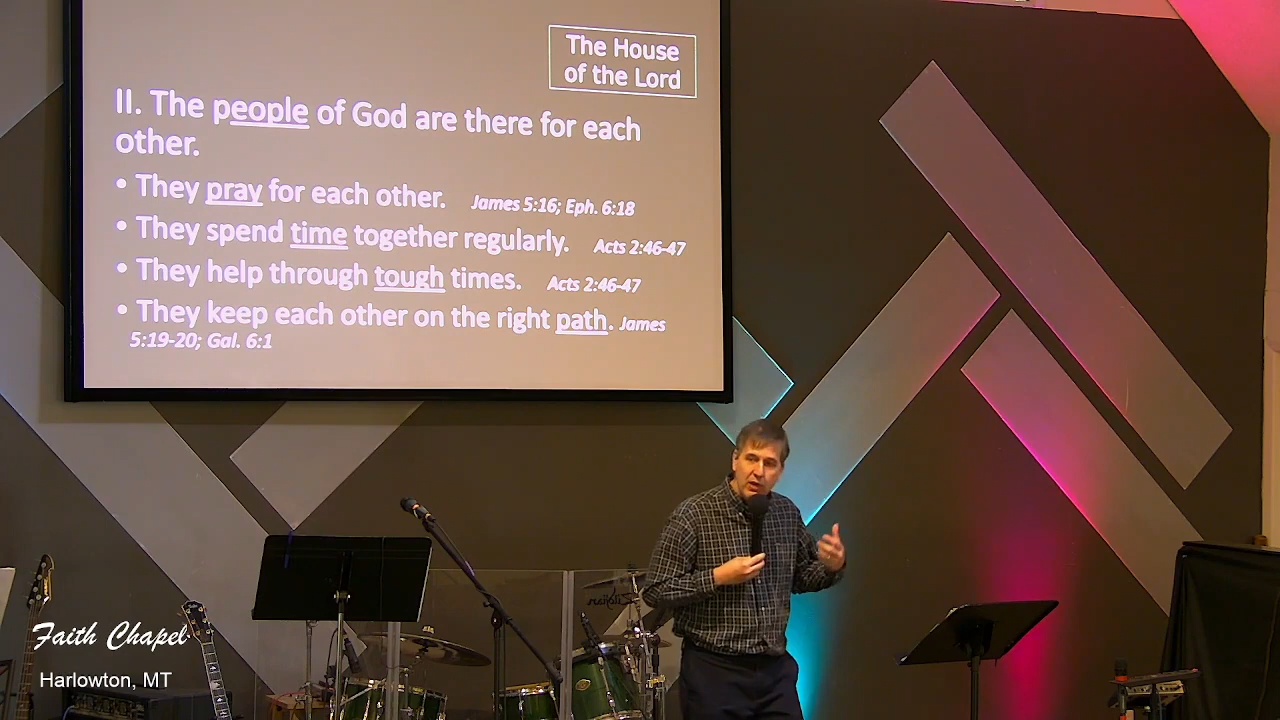 The House
of the Lord
II. The people of God are there for each
other.
• They pray for each other. James 5:16; Eph. 6:18
• They spend time together regularly. Acts 2:46-47
• They help through tough times. Acts 2:46-47
• They keep each other on the right path. James
5:19-20; Gal. 6:1
Faith Chapel
Harlowton, MT